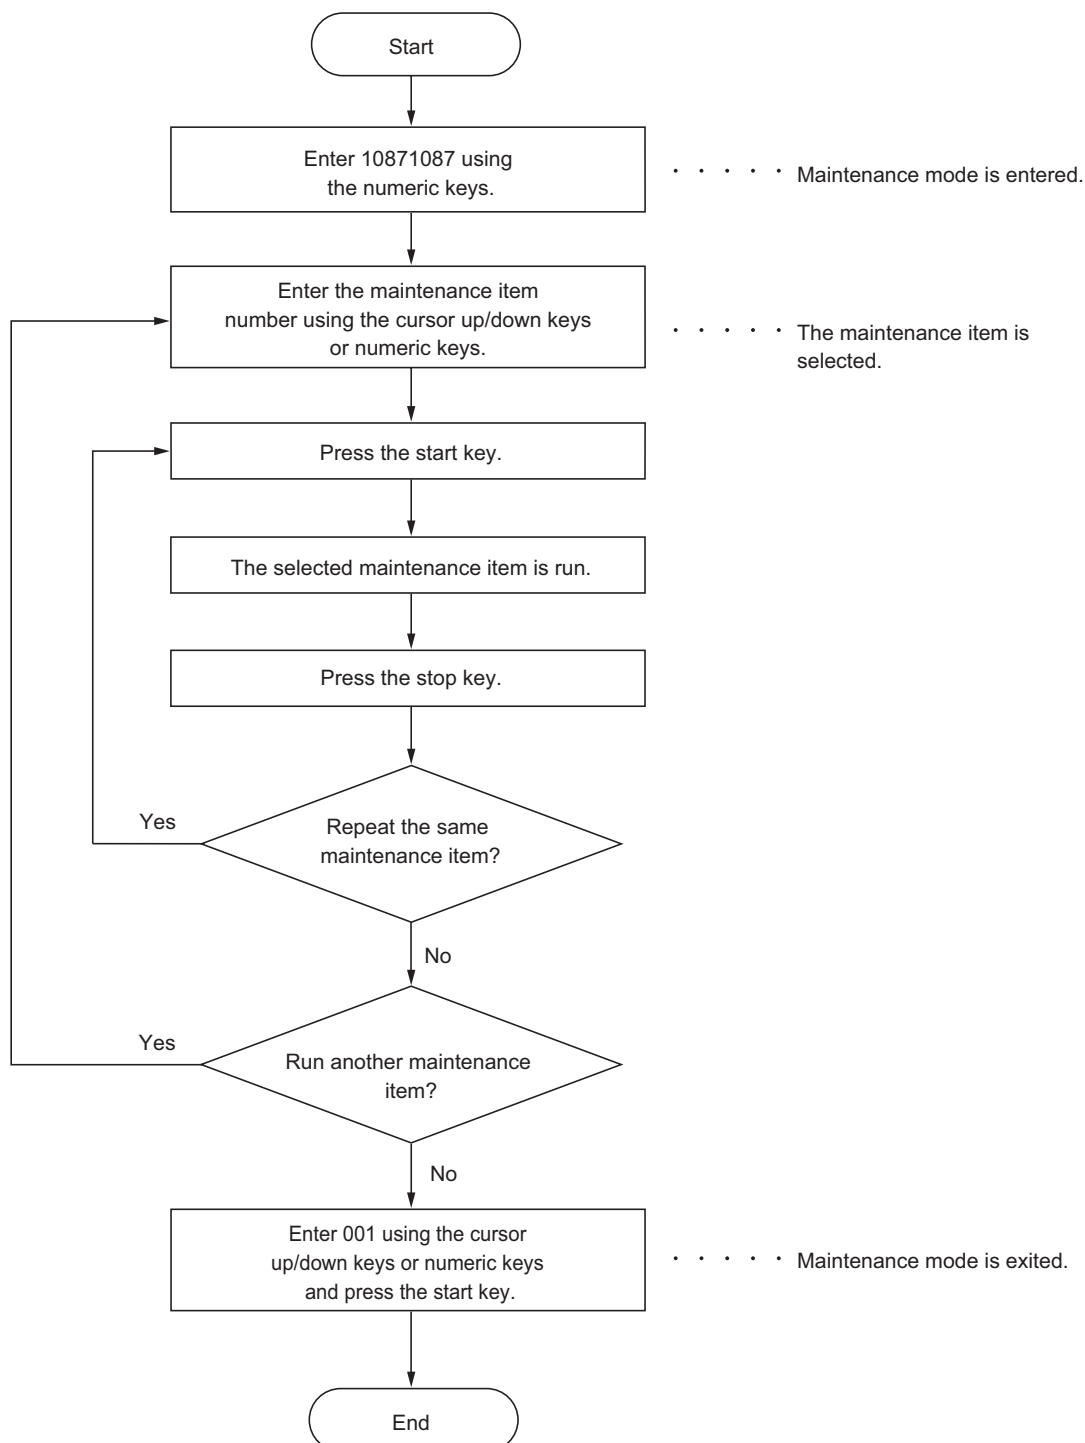 Start
Enter 10871087 using
the numeric keys.
· · · · · Maintenance mode is entered.
Enter the maintenance item
number using the cursor up/down keys
or numeric keys.
· · · · · The maintenance item is
selected.
Press the start key.
The selected maintenance item is run.
Press the stop key.
Yes
Repeat the same
maintenance item?
No
Yes
Run another maintenance
item?
No
Enter 001 using the cursor
up/down keys or numeric keys
and press the start key.
· · · · · Maintenance mode is exited.
End